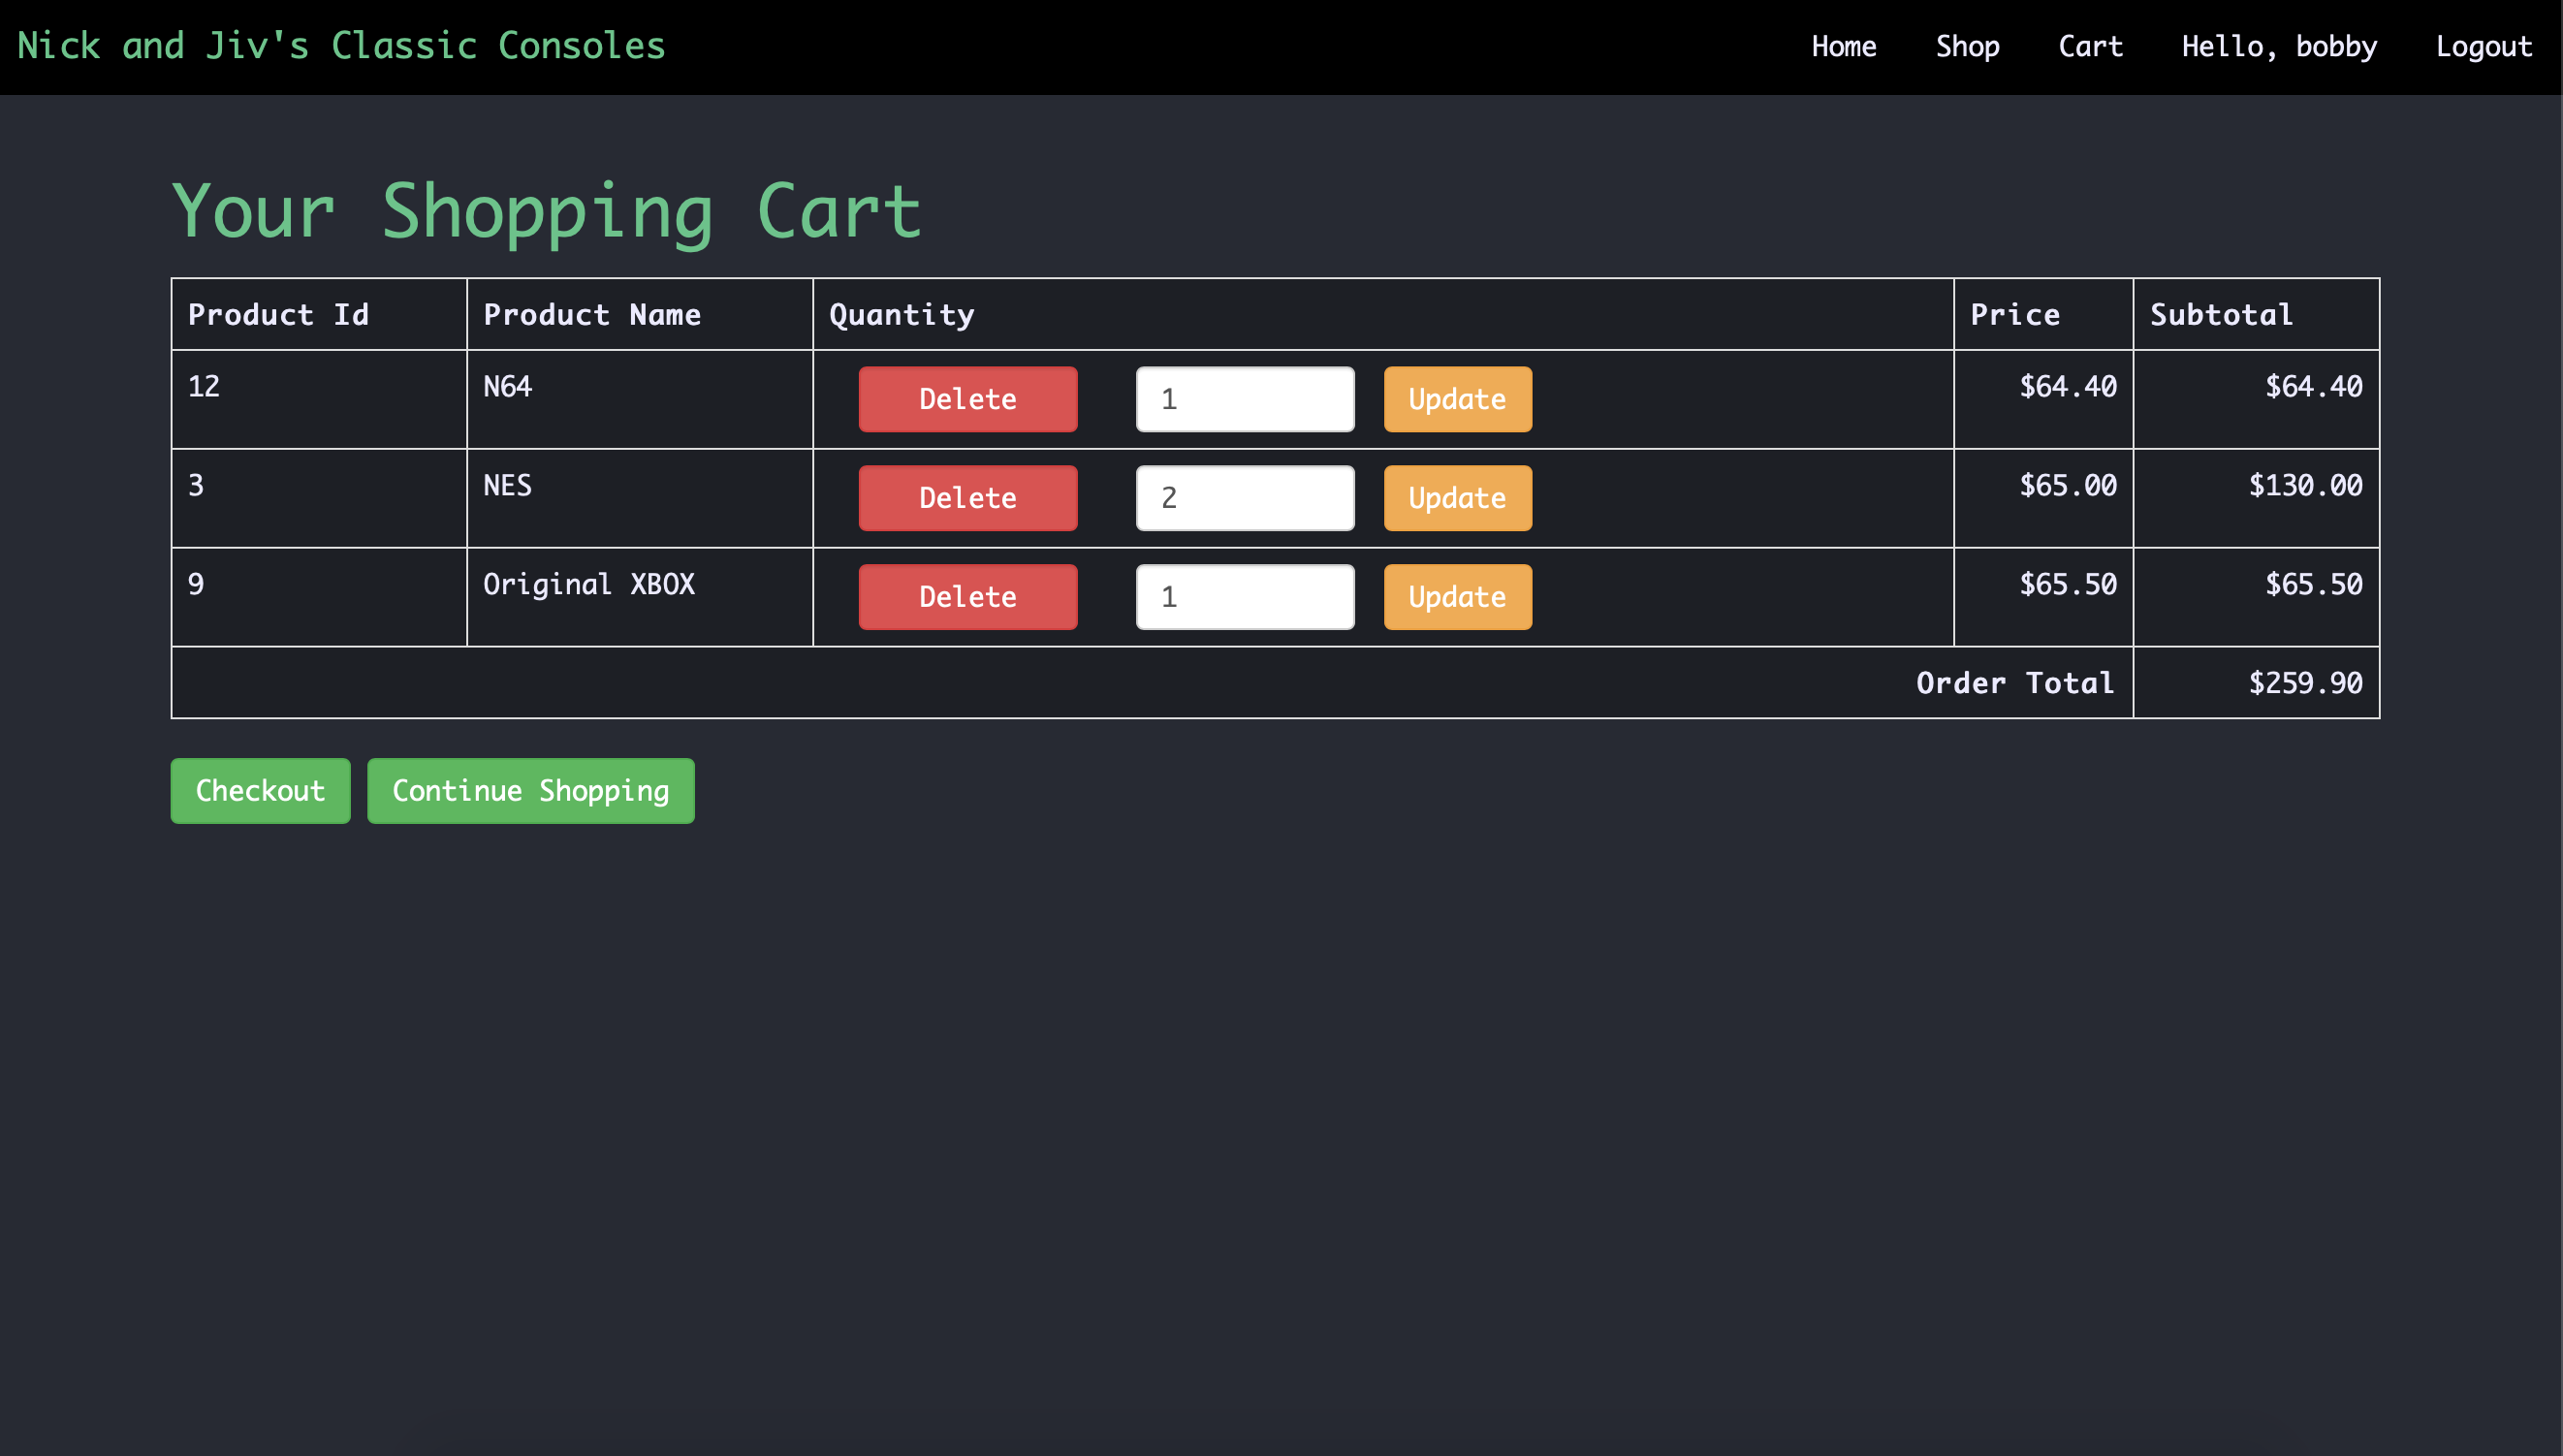 Nick and Jiv's Classic Consoles Home Shop Cart Hello, bobby Logout
Your Shopping Cart
Product Id Product Name Quantity Price Subtotal
12 N64 Delete 1 Update $64.40 $64.40
3 NES Delete 2 Update $65.00 $130.00
9 Original XBOX Delete 1 Update $65.50 $65.50
Order Total $259.90
Checkout Continue Shopping